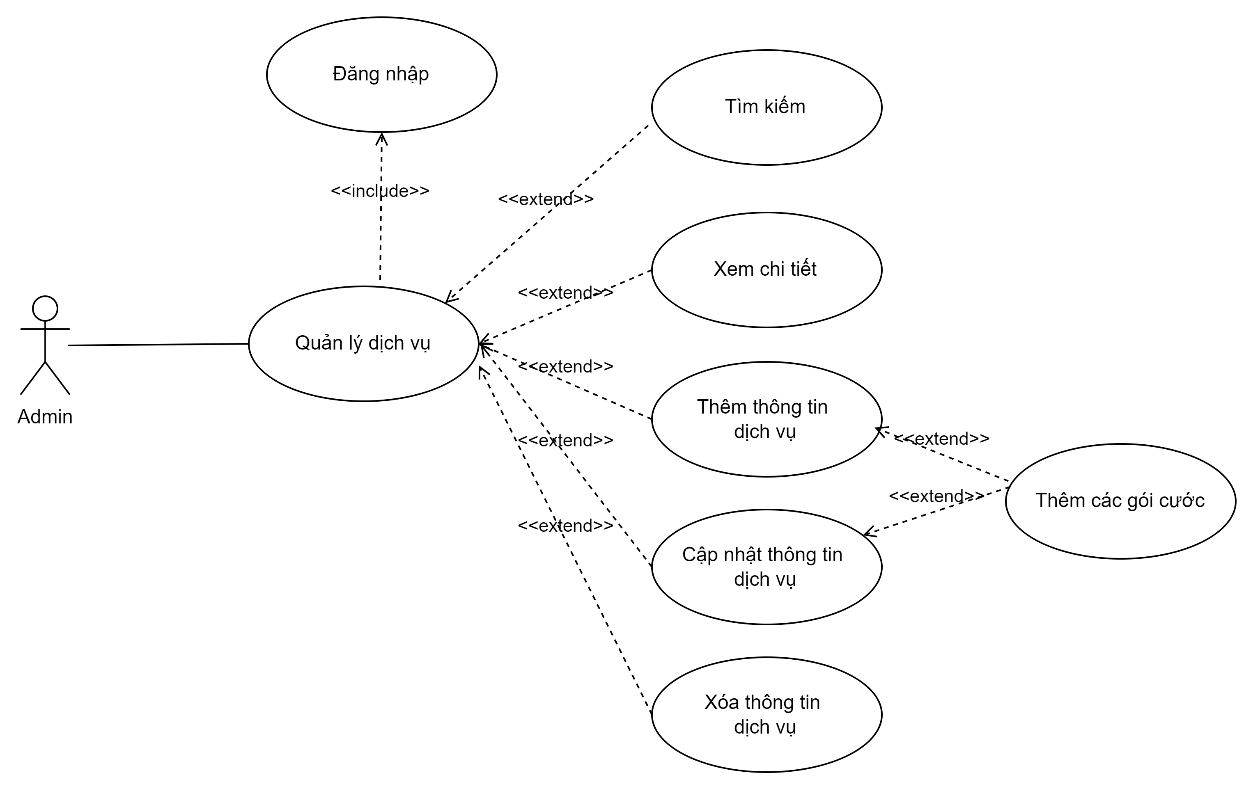 Đăng nhập
Tìm kiếm
<<include>>
<<extend>>
Xem chi tiết
<<extend>>
Quản lý dịch vụ
<<extend>>
Admin
Thêm thông tin
dịch vụ
<<extend>>
<<extend>>
<<extend>>
Thêm các gói cước
<<extend>>
Cập nhật thông tin
dịch vụ
Xóa thông tin
dịch vụ